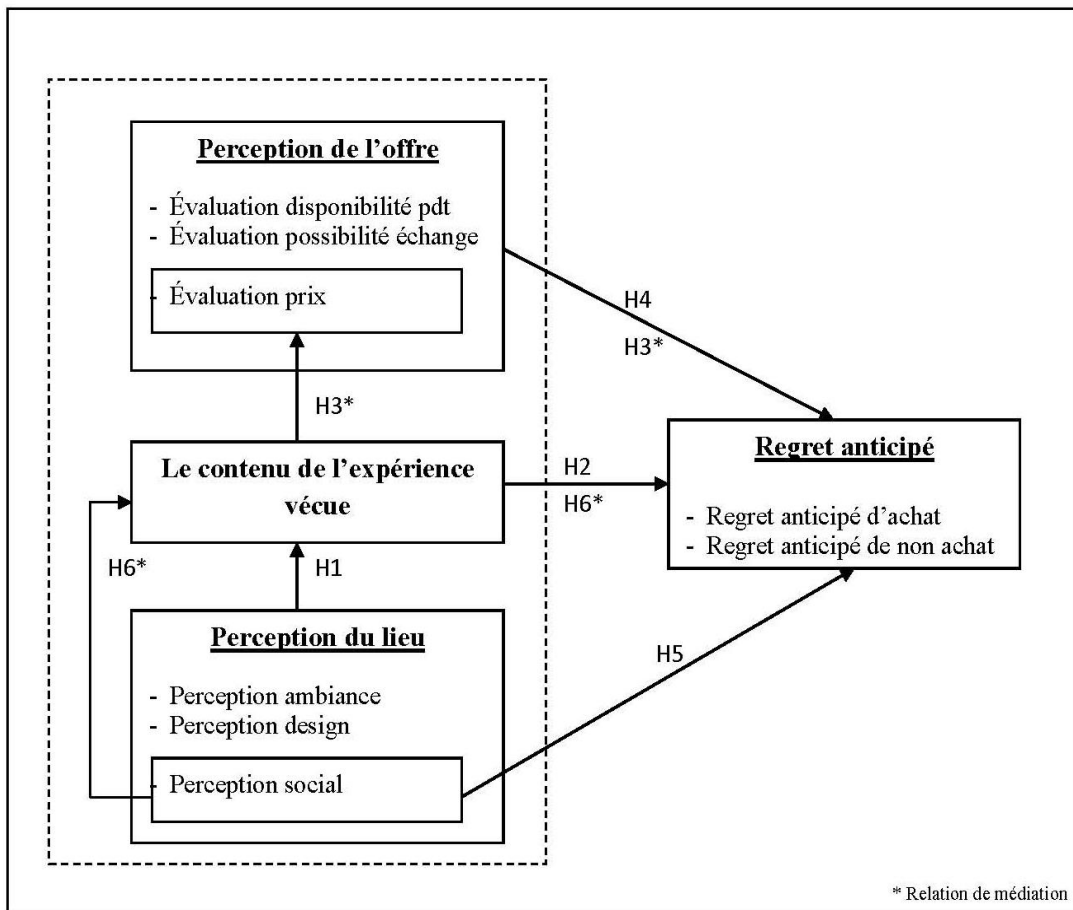 Perception de l'offre
- Évaluation disponibilité pdt
- Évaluation possibilité échange
- Évaluation prix
H4
H3*
H3*
Le contenu de l'expérience
vécue
H2
H6*
Regret anticipé
- Regret anticipé d'achat
- Regret anticipé de non achat
H6*
H1
Perception du lieu
- Perception ambiance
- Perception design
- Perception social
H5
* Relation de médiation